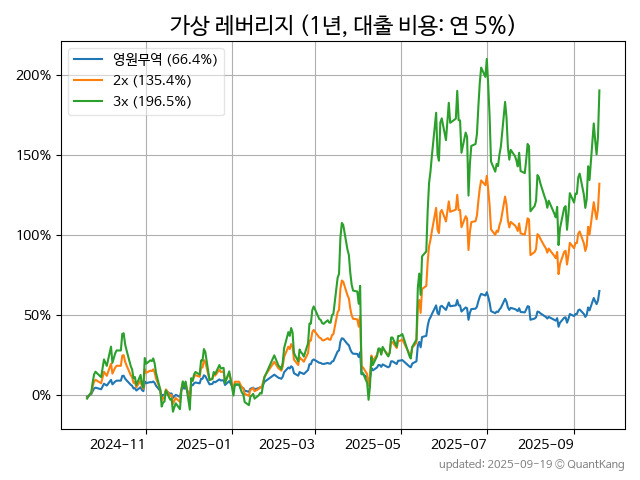 가상 레버리지 (1년, 대출 비용: 연 5%)
영원무역 (66.4%)
2x (135.4%)
3x (196.5%)
200%
150%
100%
50%
0%
2024-11
2025-01
2025-03
2025-05
2025-07
2025-09
updated: 2025-09-19 © QuantKang